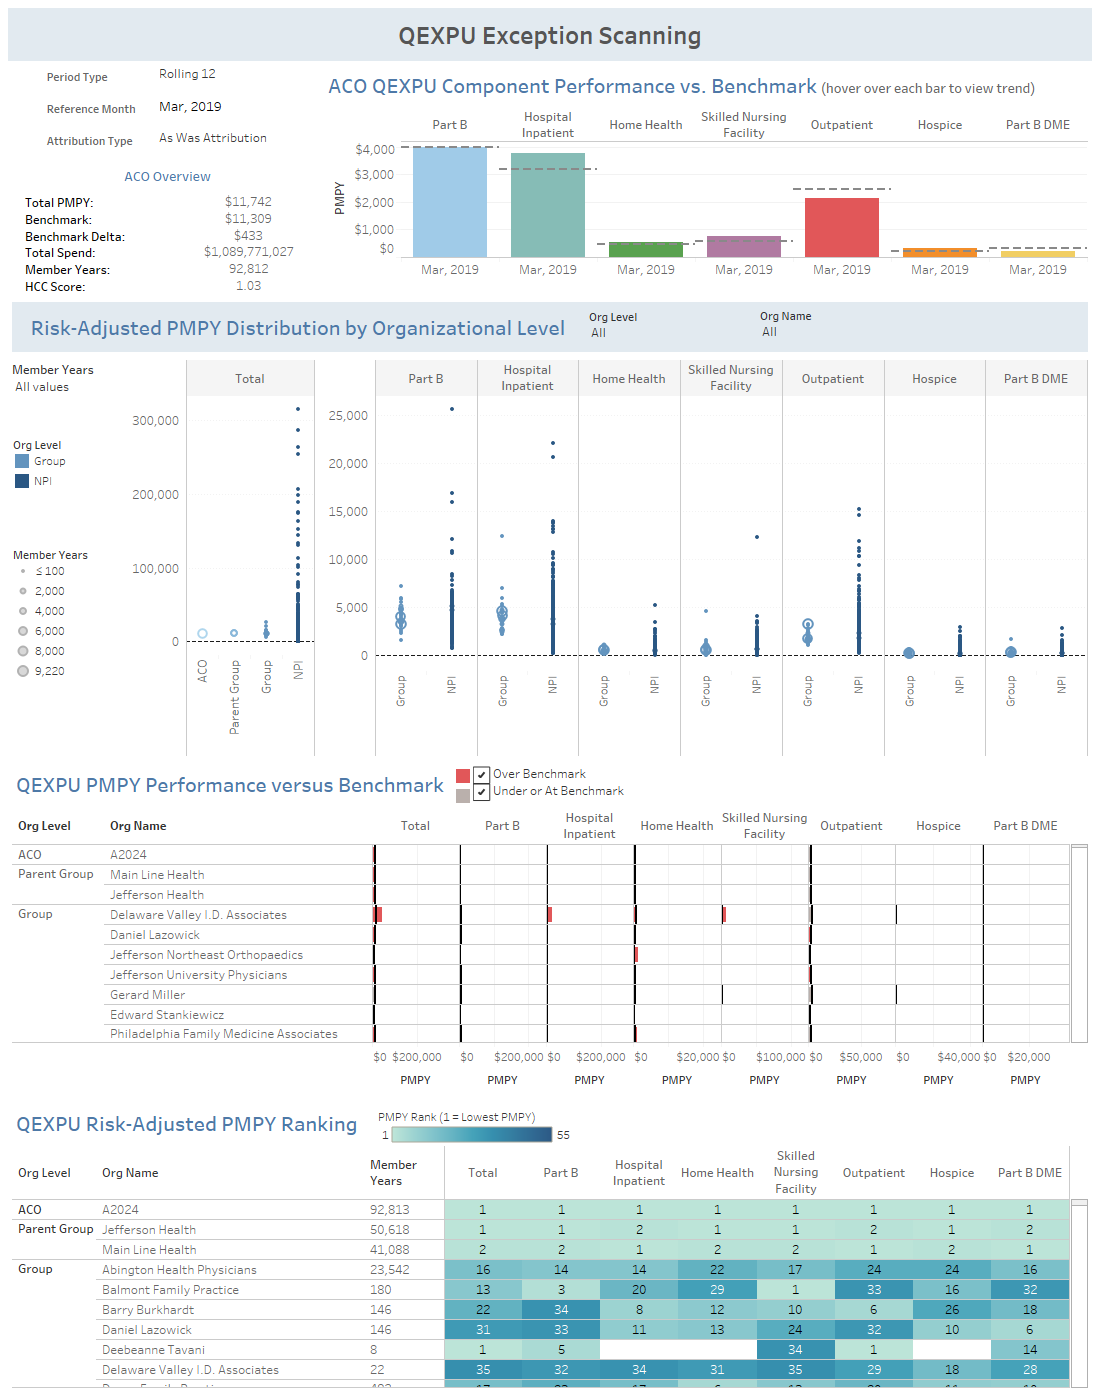 QEXPU Exception Scanning
Period Type Rolling 12
Reference Month Mar, 2019
Attribution Type As Was Attribution
ACO Overview
Total PMPY: $11,742
Benchmark: $11,309
Benchmark Delta: $433
Total Spend: $1,089,771,027
Member Years: 92,812
HCC Score: 1.03
ACO QEXPU Component Performance vs. Benchmark (hover over each bar to view trend)
Part B Hospital Inpatient Home Health Skilled Nursing Facility Outpatient Hospice Part B DME
PMPY
$4,000
$3,000
$2,000
$1,000
$0
Mar, 2019 Mar, 2019 Mar, 2019 Mar, 2019 Mar, 2019 Mar, 2019 Mar, 2019
Risk-Adjusted PMPY Distribution by Organizational Level
Org Level
All
Org Name
All
Member Years
All values
Org Level
Group
NPI
Member Years
≤ 100
2,000
4,000
6,000
8,000
9,220
Total
300,000
200,000
100,000
0
ACO Parent Group Group NPI
Part B Hospital Inpatient Home Health Skilled Nursing Facility Outpatient Hospice Part B DME
25,000
20,000
15,000
10,000
5,000
0
Group NPI Group NPI Group NPI Group NPI Group NPI Group NPI Group NPI
QEXPU PMPY Performance versus Benchmark
Over Benchmark
Under or At Benchmark
Org Level Org Name Total Part B Hospital Inpatient Home Health Skilled Nursing Facility Outpatient Hospice Part B DME
ACO A2024
Parent Group Main Line Health
Jefferson Health
Group Delaware Valley I.D. Associates
Daniel Lazowick
Jefferson Northeast Orthopaedics
Jefferson University Physicians
Gerard Miller
Edward Stankiewicz
Philadelphia Family Medicine Associates
$0 $200,000 $0 $200,000 $0 $200,000 $0 $20,000 $0 $100,000 $0 $50,000 $0 $40,000 $0 $20,000
PMPY PMPY PMPY PMPY PMPY PMPY PMPY PMPY
QEXPU Risk-Adjusted PMPY Ranking
PMPY Rank (1 = Lowest PMPY)
1 55
Org Level Org Name Member Years Total Part B Hospital Inpatient Home Health Skilled Nursing Facility Outpatient Hospice Part B DME
ACO A2024 92,813 1 1 1 1 1 1 1 1
Parent Group Jefferson Health 50,618 1 1 2 1 1 2 1 2
Main Line Health 41,088 2 2 1 2 2 1 2 1
Group Abington Health Physicians 23,542 16 14 14 22 17 24 24 16
Balmont Family Practice 180 13 3 20 29 1 33 16 32
Barry Burkhardt 146 22 34 8 12 10 6 26 18
Daniel Lazowick 146 31 33 11 13 24 32 10 6
Deebeanne Tavani 8 1 5 34 1 14
Delaware Valley I.D. Associates 22 35 32 34 31 35 29 18 28